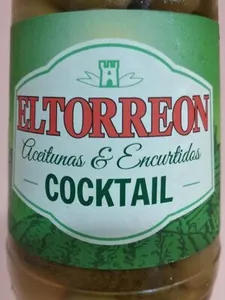 ELTORREON
Aceitunas & Encurtidos
COCKTAIL